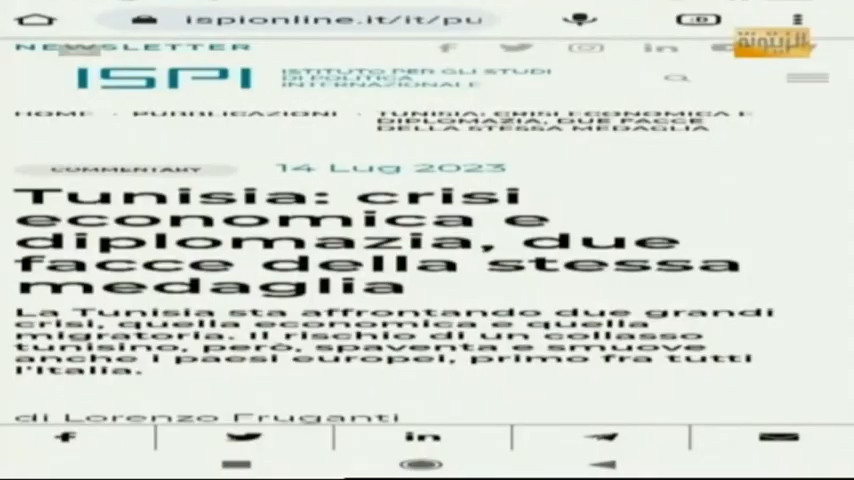 ispionline.it/it/pu
:D
الزيتونة
NEWSLETTER
ISPI
ISTITUTO PER GLI STUDI
DI POLITICA
INTERNAZIONALE
HOME
PUBBLICAZIONI
TUNISIA: CRISI ECONOMICA E
DIPLOMAZIA, DUE FACCE
DELLA STESSA MEDAGLIA
COMMENTARY
14 Lug 2023
Tunisia: crisi
economica e
diplomazia, due
facce della stessa
medaglia
La Tunisia sta affrontando due grandi
crisi, quella economica e quella
migratoria. Il rischio di un collasso
tunisino, però, spaventa e smuove
anche i paesi europei, primo fra tutti
l'Italia.
di Lorenzo Fruganti